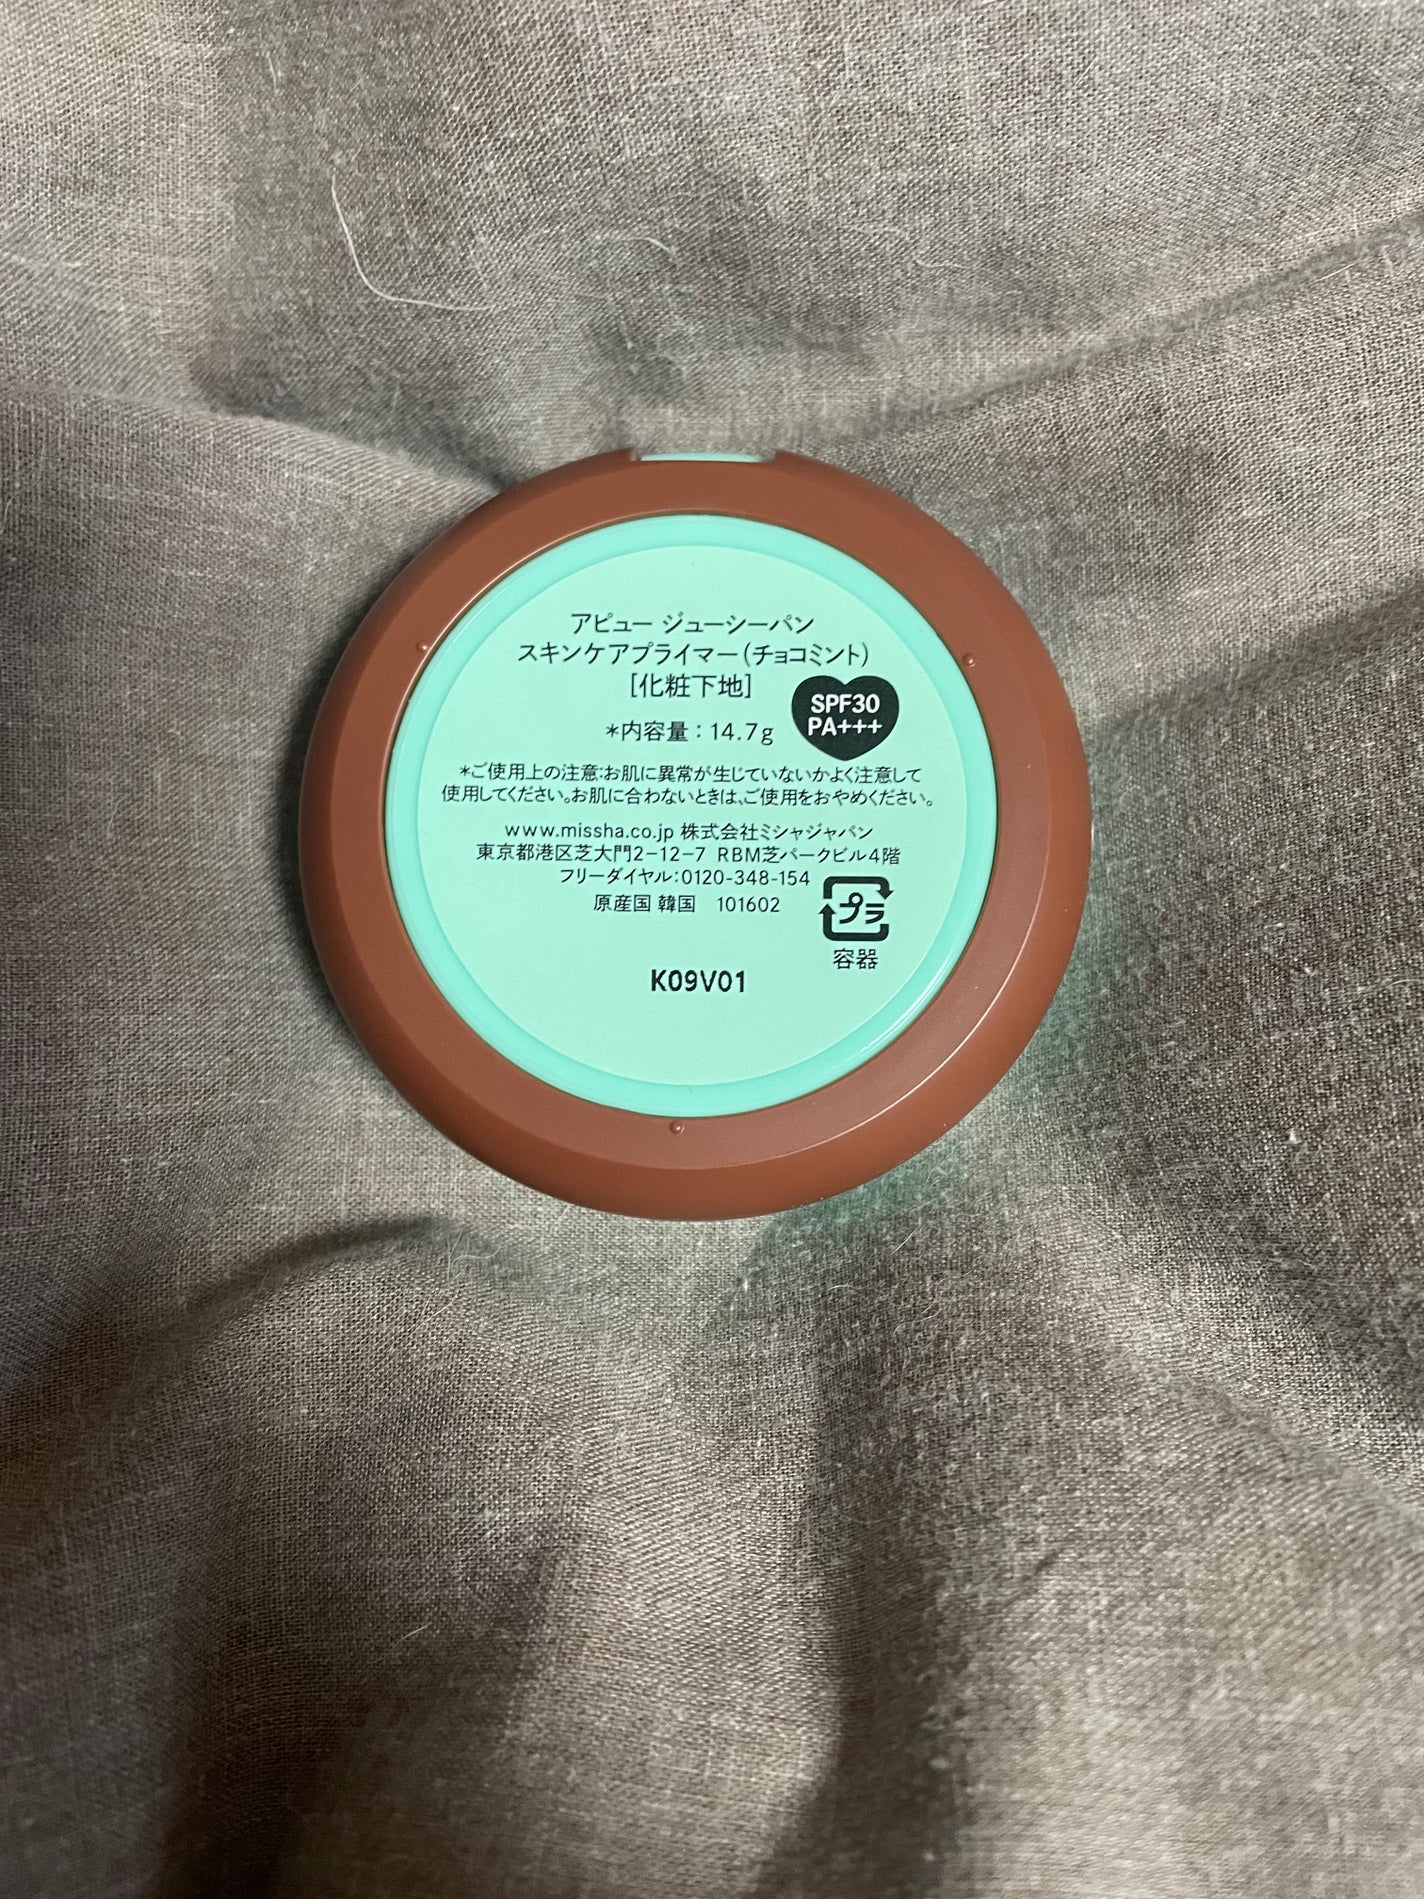 アピュー ジューシーパン
スキンケアプライマー(チョコミント)
[化粧下地]
SPF30
PA+++
*内容量:14.7g
*ご使用上の注意:お肌に異常が生じていないかよく注意して
使用してください。お肌に合わないときは、ご使用をおやめください。
www.missha.co.jp 株式会社ミシャジャパン
東京都港区芝大門2-12-7 RBM芝パークビル4階
フリーダイヤル:0120-348-154
原産国 韓国 101602
プラ
容器
K09V01